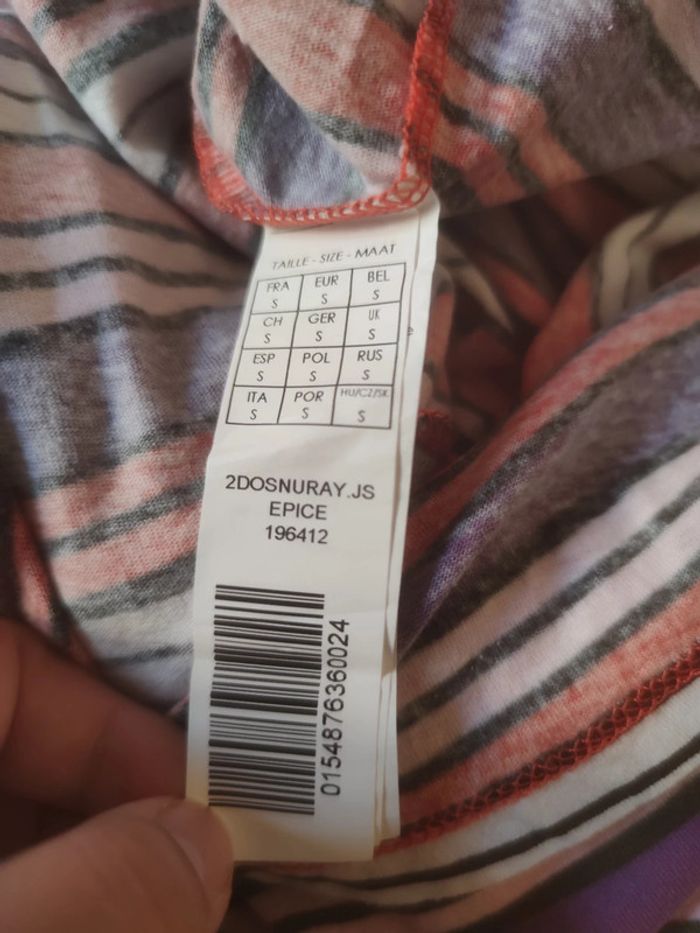 TAILLE - SIZE - MAAT
FRA EUR BEL
S S S
CH GER UK
S S S
ESP POL RUS
S S S
ITA POR HU/CZ/SK
S S S
2DOSNURAY.JS
EPICE
196412
0154876360024